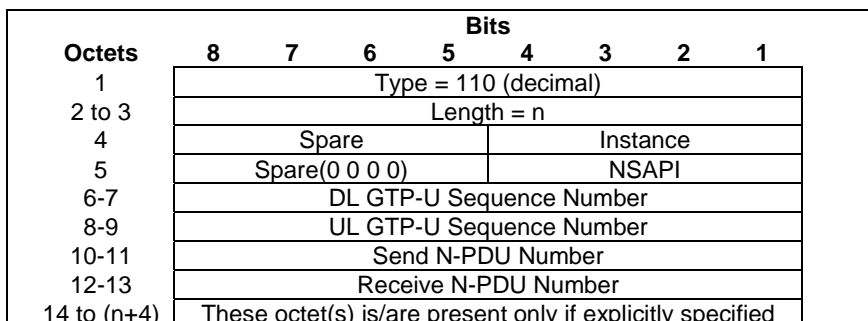 Bits
Octets 8 7 6 5 4 3 2 1
1 Type = 110 (decimal)
2 to 3 Length = n
4 Spare Instance
5 Spare(0 0 0 0) NSAPI
6-7 DL GTP-U Sequence Number
8-9 UL GTP-U Sequence Number
10-11 Send N-PDU Number
12-13 Receive N-PDU Number
14 to (n+4) These octet(s) is/are present only if explicitly specified